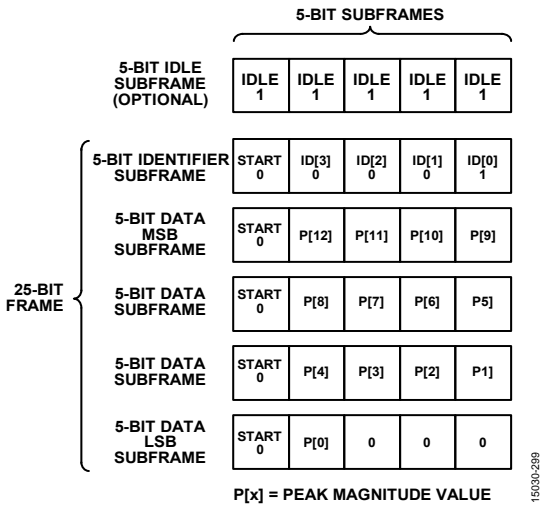 5-BIT SUBFRAMES
5-BIT IDLE
SUBFRAME
(OPTIONAL)
IDLE
1
IDLE
1
IDLE
1
IDLE
1
IDLE
1
25-BIT
FRAME
5-BIT IDENTIFIER
SUBFRAME
START
0
ID[3]
0
ID[2]
0
ID[1]
0
ID[0]
1
5-BIT DATA
MSB
SUBFRAME
START
0
P[12]
P[11]
P[10]
P[9]
5-BIT DATA
SUBFRAME
START
0
P[8]
P[7]
P[6]
P5]
5-BIT DATA
SUBFRAME
START
0
P[4]
P[3]
P[2]
P1]
5-BIT DATA
LSB
SUBFRAME
START
0
P[0]
0
0
0
P[x] = PEAK MAGNITUDE VALUE
15030-299